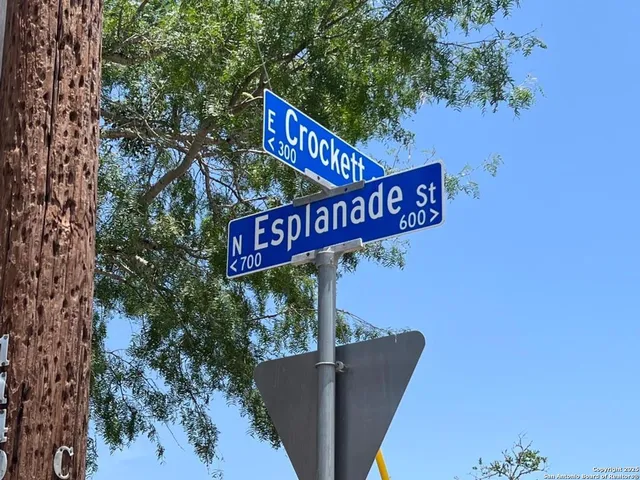 E Crockett
< 300
N Esplanade St
< 700 600 >
C
Copyright 2025
San Antonio Board of Realtors